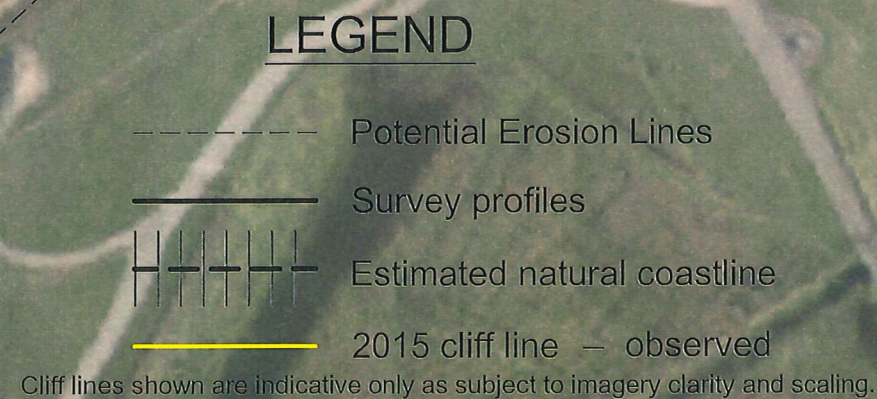 LEGEND
Potential Erosion Lines
Survey profiles
Estimated natural coastline
2015 cliff line – observed
Cliff lines shown are indicative only as subject to imagery clarity and scaling.